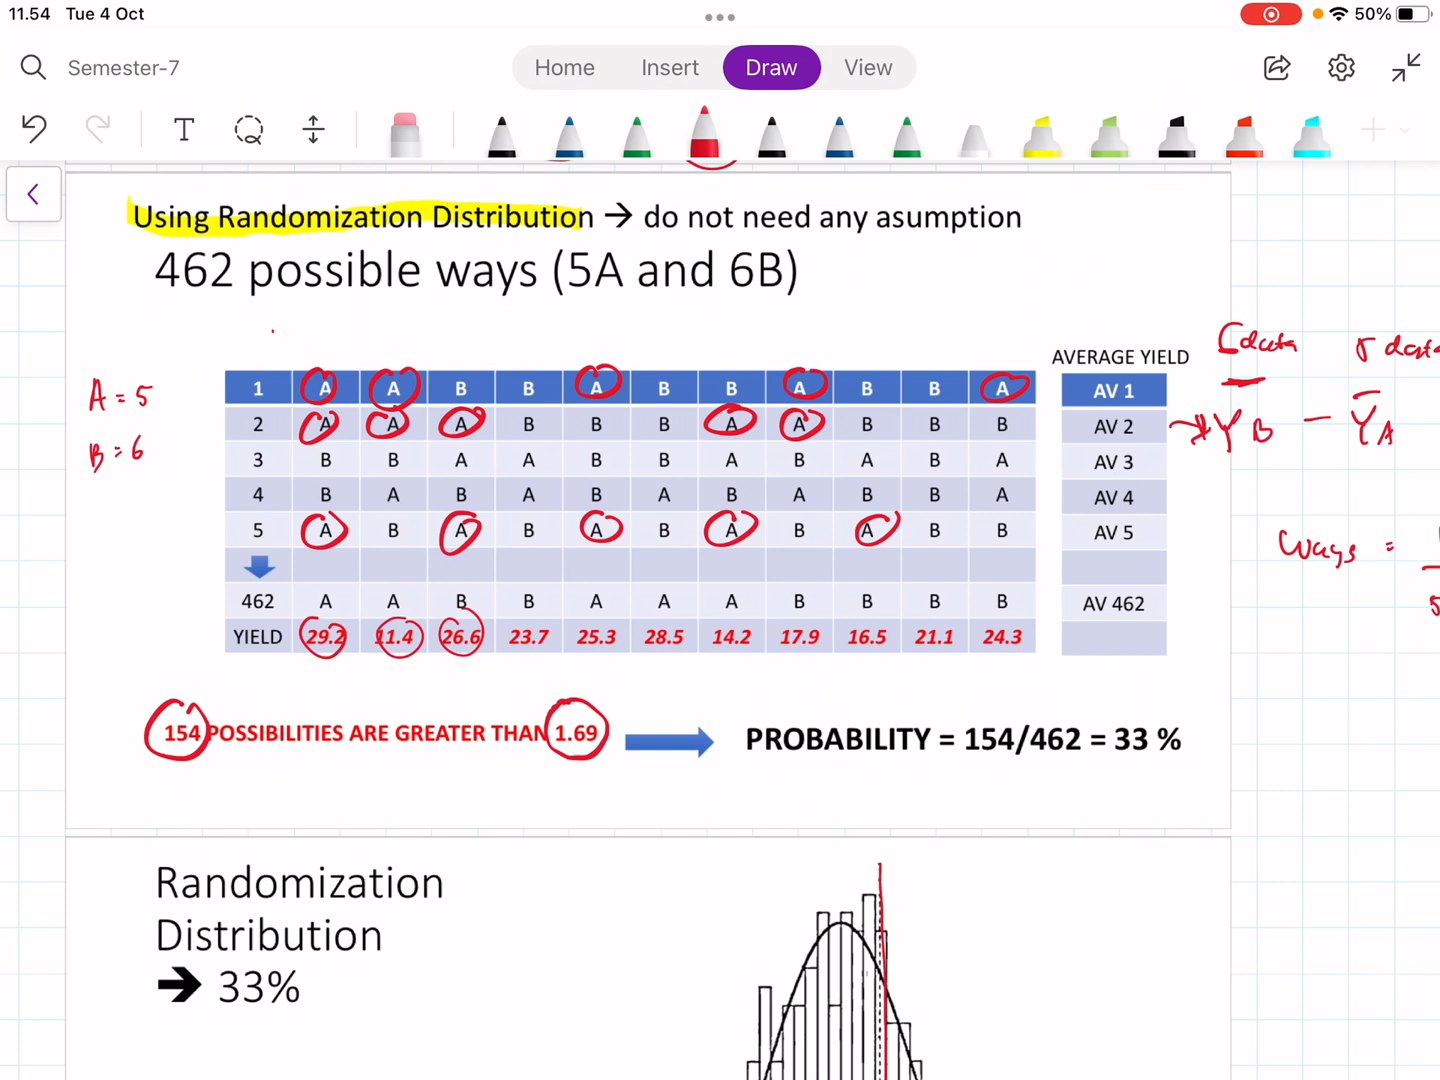 11.54 Tue 4 Oct 50%
Semester-7
Home Insert Draw View
T
Using Randomization Distribution → do not need any asumption
462 possible ways (5A and 6B)
AVERAGE YIELD
data
A = 5
B = 6
1 A A B B A B B A B B A AV 1
2 A A A B B B A A B B B AV 2
Y B — Y A
3 B B A A B B A B A B A AV 3
4 B A B A B A B A B B A AV 4
5 A B A B A B A B A B B AV 5
ways =
462 A A B B A A A B B B B AV 462
YIELD 29.2 11.4 26.6 23.7 25.3 28.5 14.2 17.9 16.5 21.1 24.3
154 POSSIBILITIES ARE GREATER THAN 1.69 PROBABILITY = 154/462 = 33 %
Randomization
Distribution
→ 33%